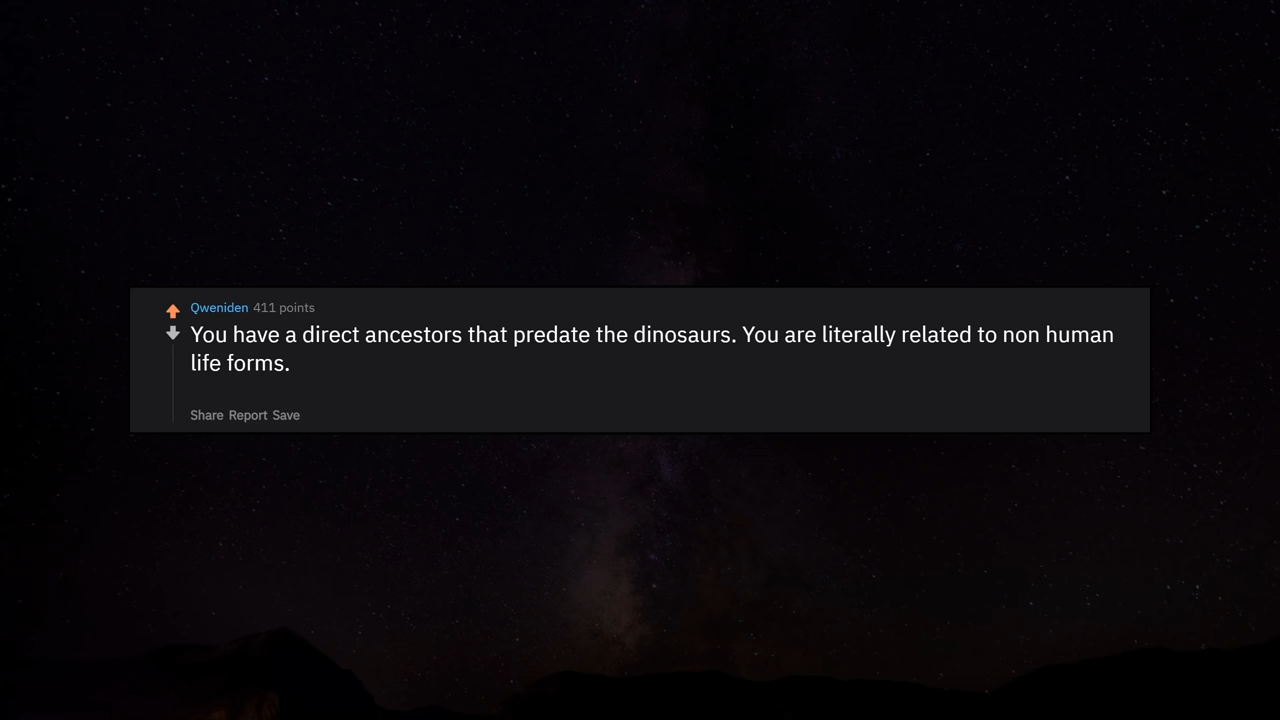 Qweniden 411 points
You have a direct ancestors that predate the dinosaurs. You are literally related to non human
life forms.
Share Report Save